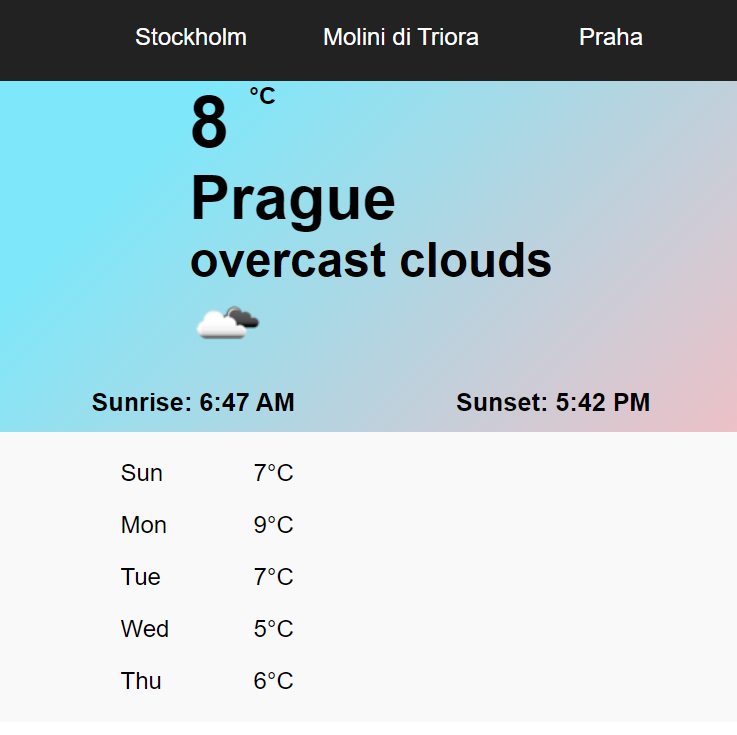 Stockholm Molini di Triora Praha
8 °C
Prague
overcast clouds
Sunrise: 6:47 AM Sunset: 5:42 PM
Sun 7°C
Mon 9°C
Tue 7°C
Wed 5°C
Thu 6°C